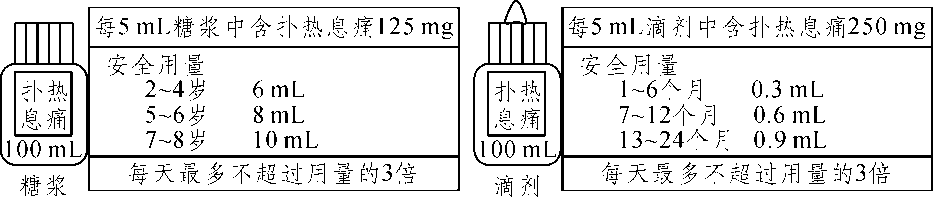 扑热
息痛
100 mL
糖浆
每5 mL糖浆中含扑热息痛125 mg
安全用量
2~4岁 6 mL
5~6岁 8 mL
7~8岁 10 mL
每天最多不超过用量的3倍
扑热
息痛
100 mL
滴剂
每5 mL滴剂中含扑热息痛250 mg
安全用量
1~6个月 0.3 mL
7~12个月 0.6 mL
13~24个月 0.9 mL
每天最多不超过用量的3倍